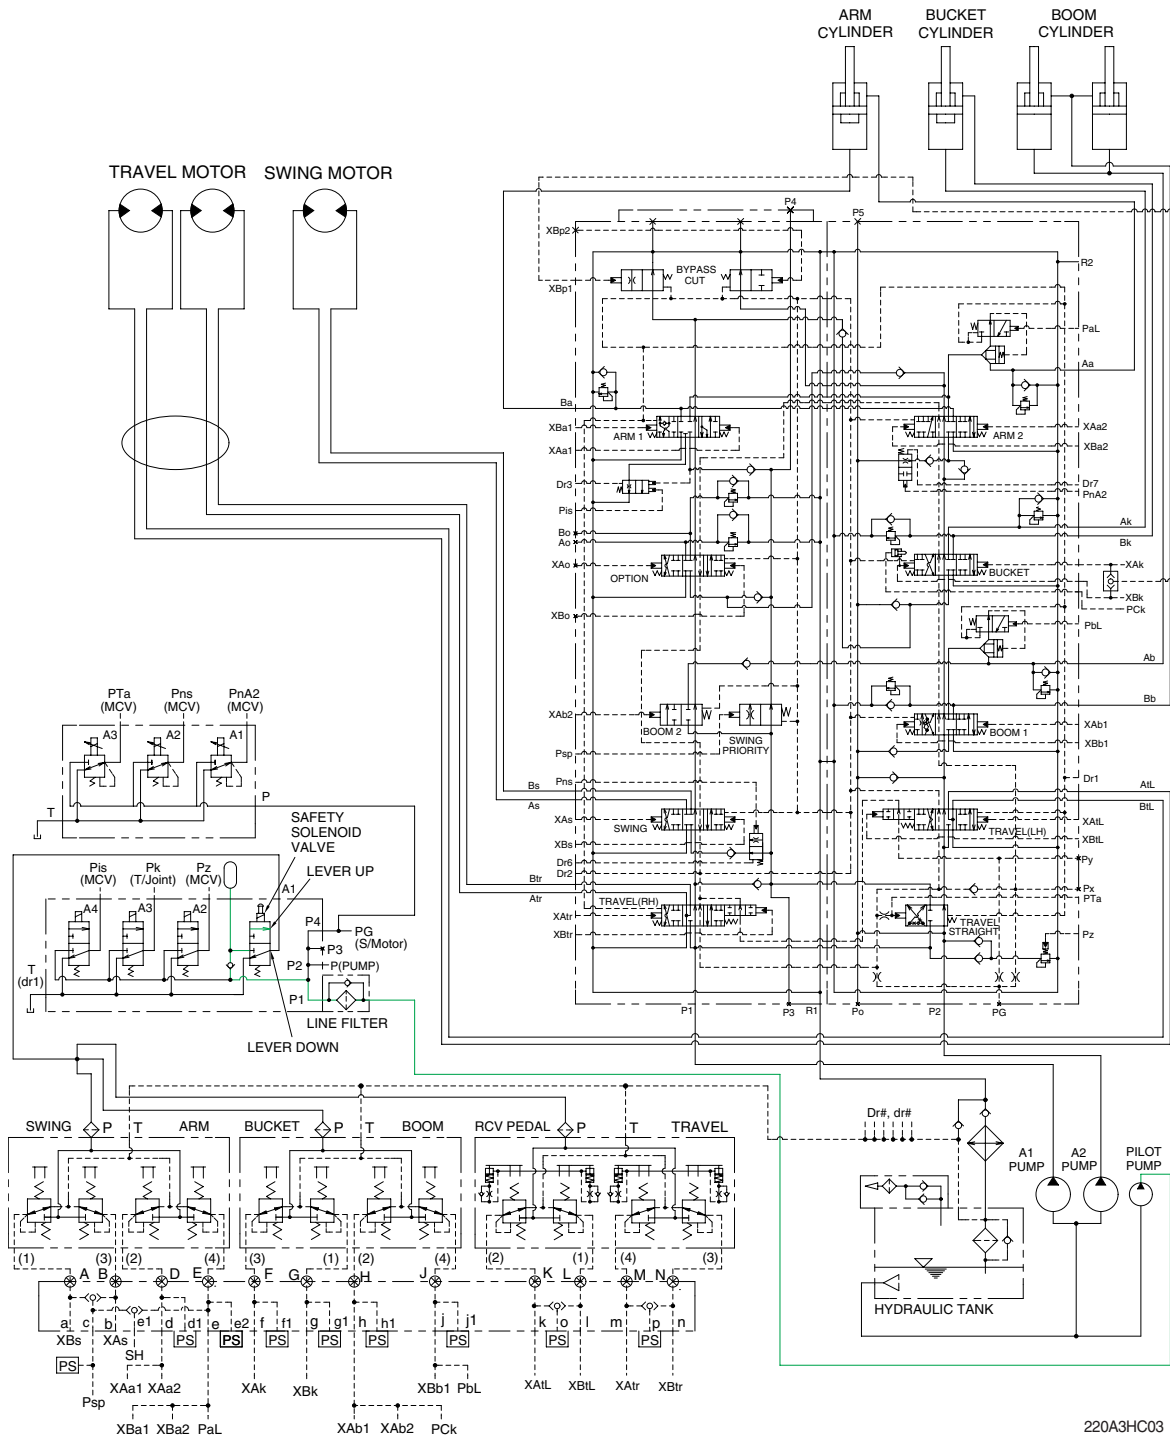 ARM
CYLINDER
BUCKET
CYLINDER
BOOM
CYLINDER
TRAVEL MOTOR
SWING MOTOR
P4
P5
XBp2
R2
BYPASS
CUT
XBp1
PaL
Aa
Ba
XBa1
ARM 1
XAa1
XAa2
ARM 2
XBa2
Dr3
Dr7
PnA2
Pis
Bo
Ao
Ak
Bk
XAo
OPTION
BUCKET
XAk
XBk
PCk
XBo
PbL
Ab
Bb
XAb2
BOOM 2
SWING
PRIORITY
Psp
XAb1
BOOM 1
XBb1
Pns
Dr1
Bs
As
AtL
BtL
XAs
SWING
XBs
XAtL
TRAVEL(LH)
XBtL
Dr6
Dr2
Py
Btr
Atr
Px
PTa
TRAVEL(RH)
XAtr
XBtr
TRAVEL
STRAIGHT
Pz
P1
P3
R1
Po
P2
PG
PTa
(MCV)
Pns
(MCV)
PnA2
(MCV)
A3
A2
A1
P
T
SAFETY
SOLENOID
VALVE
LEVER UP
Pis
(MCV)
Pk
(T/Joint)
Pz
(MCV)
A1
A4
A3
A2
P4
PG
(S/Motor)
P3
P2
P(PUMP)
T
(dr1)
P1
LINE FILTER
LEVER DOWN
SWING
P
T
ARM
BUCKET
P
T
BOOM
RCV PEDAL
P
T
TRAVEL
Dr#, dr#
A1
PUMP
A2
PUMP
PILOT
PUMP
HYDRAULIC TANK
(1)
(3)
(2)
(4)
(3)
(1)
(2)
(4)
(2)
(1)
(4)
(3)
A
B
D
E
F
G
H
J
K
L
M
N
a
c
b
e1
d
d1
e
e2
f
f1
g
g1
h
h1
j
j1
k
o
l
m
p
n
XBs
XAs
SH
PS
PS
PS
PS
PS
PS
PS
PS
PS
Psp
XAa1
XAa2
XBa1
XBa2
PaL
XAk
XBk
XAb1
XAb2
PCk
XBb1
PbL
XAtL
XBtL
XAtr
XBtr
220A3HC03